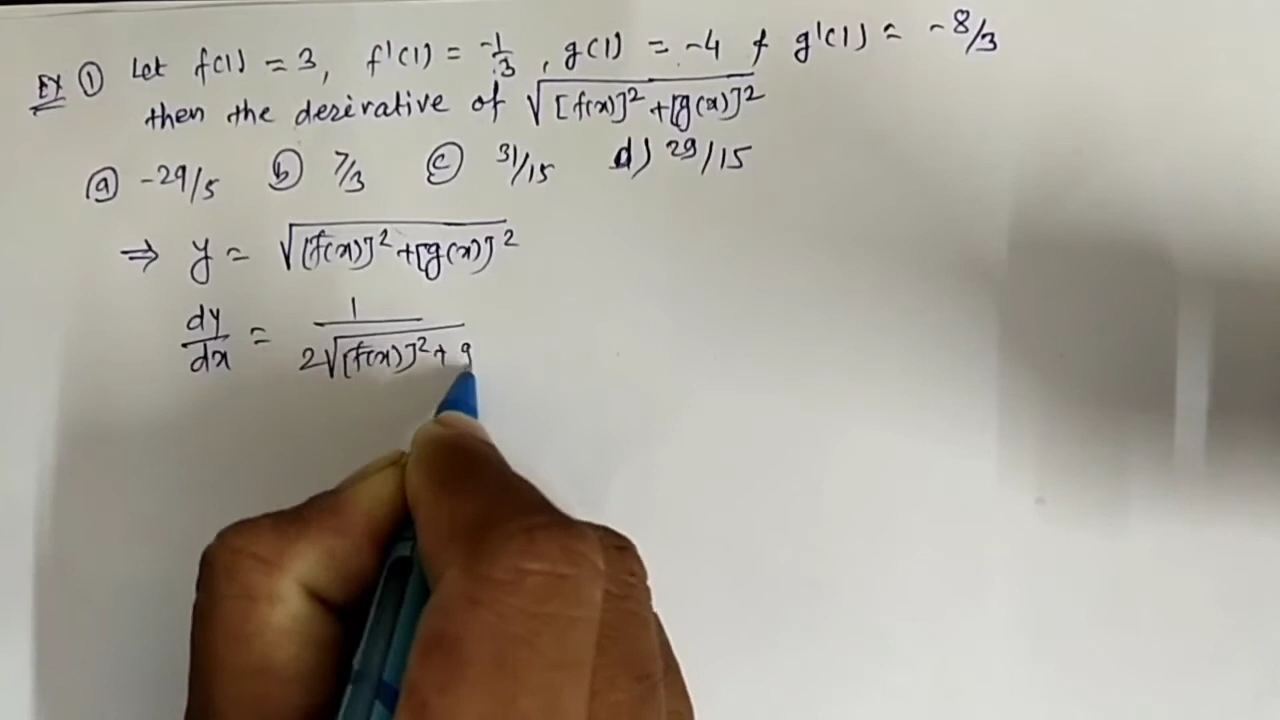 Ex ① Let f(1) = 3, f'(1) = -1/3, g(1) = -4 & g'(1) = -8/3
then the derivative of √([f(x)]² + [g(x)]²)
ⓐ -29/5 ⓑ 7/3 ⓒ 31/15 d) 29/15
⇒ y = √([f(x)]² + [g(x)]²)
dy/dx = 1/(2√([f(x)]² + g